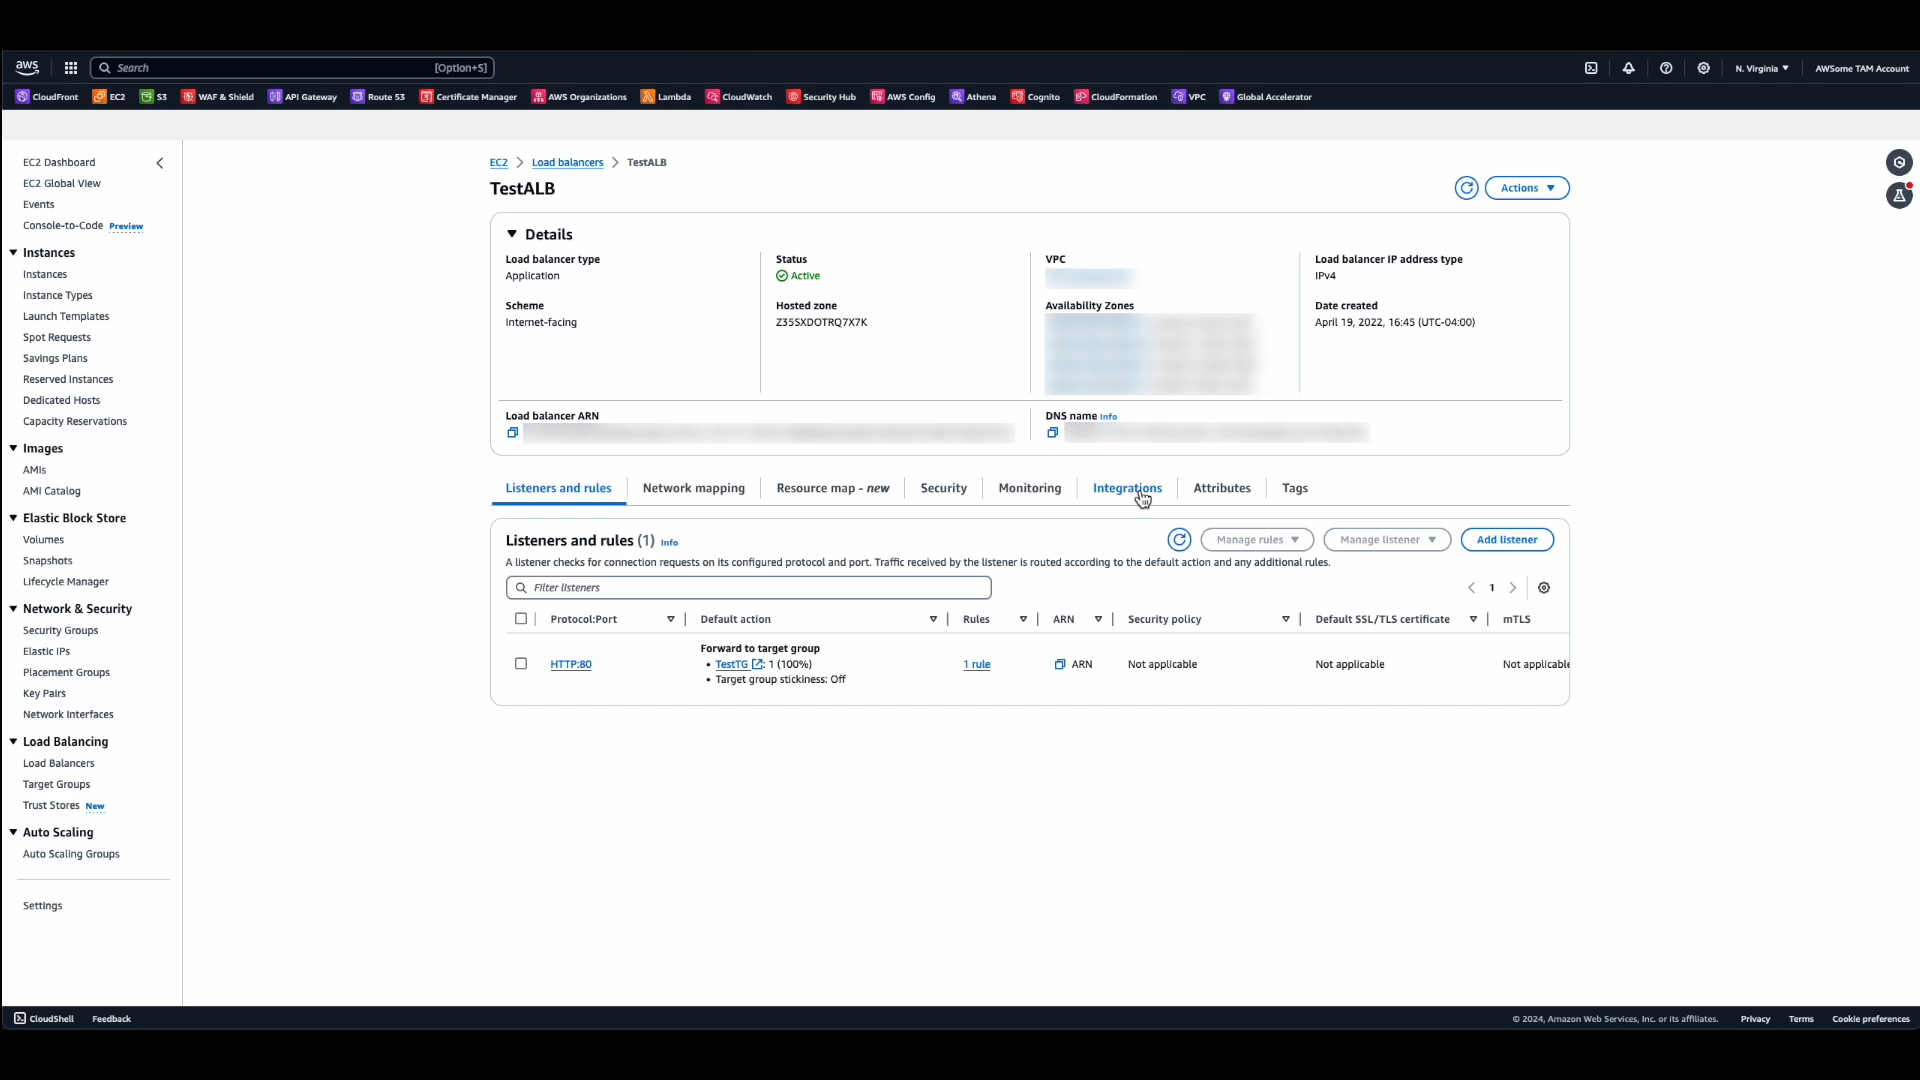 aws
Search [Option+S]
N. Virginia
AWSome TAM Account
CloudFront
EC2
S3
WAF & Shield
API Gateway
Route 53
Certificate Manager
AWS Organizations
Lambda
CloudWatch
Security Hub
AWS Config
Athena
Cognito
CloudFormation
VPC
Global Accelerator
EC2 Dashboard
EC2 Global View
Events
Console-to-Code Preview
Instances
Instances
Instance Types
Launch Templates
Spot Requests
Savings Plans
Reserved Instances
Dedicated Hosts
Capacity Reservations
Images
AMIs
AMI Catalog
Elastic Block Store
Volumes
Snapshots
Lifecycle Manager
Network & Security
Security Groups
Elastic IPs
Placement Groups
Key Pairs
Network Interfaces
Load Balancing
Load Balancers
Target Groups
Trust Stores New
Auto Scaling
Auto Scaling Groups
Settings
EC2 > Load balancers > TestALB
TestALB
Actions
Details
Load balancer type
Application
Status
Active
VPC
Load balancer IP address type
IPv4
Scheme
Internet-facing
Hosted zone
Z35SXDOTRQ7X7K
Availability Zones
Date created
April 19, 2022, 16:45 (UTC-04:00)
Load balancer ARN
DNS name Info
Listeners and rules
Network mapping
Resource map - new
Security
Monitoring
Integrations
Attributes
Tags
Listeners and rules (1) Info
Manage rules
Manage listener
Add listener
A listener checks for connection requests on its configured protocol and port. Traffic received by the listener is routed according to the default action and any additional rules.
Filter listeners
1
Protocol:Port
Default action
Rules
ARN
Security policy
Default SSL/TLS certificate
mTLS
HTTP:80
Forward to target group
• TestTG : 1 (100%)
• Target group stickiness: Off
1 rule
ARN
Not applicable
Not applicable
Not applicable
CloudShell
Feedback
© 2024, Amazon Web Services, Inc. or its affiliates.
Privacy
Terms
Cookie preferences